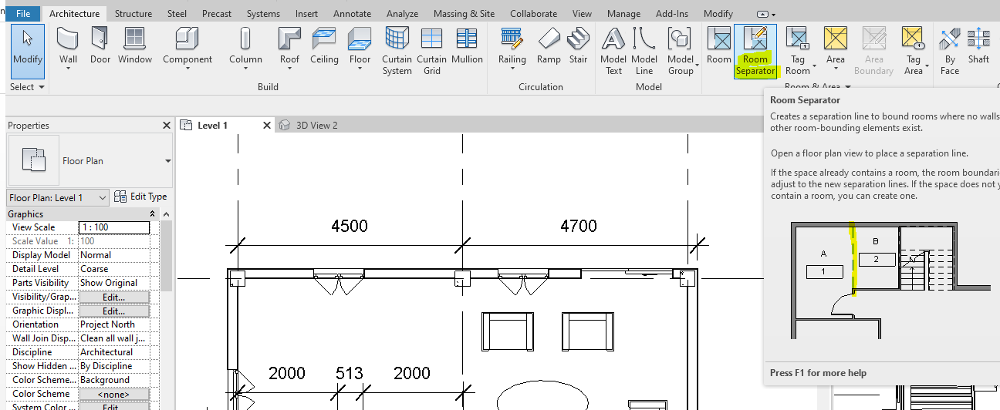 File Architecture Structure Steel Precast Systems Insert Annotate Analyze Massing & Site Collaborate View Manage Add-Ins Modify
Modify Wall Door Window Component Column Roof Ceiling Floor Curtain System Curtain Grid Mullion Railing Ramp Stair Model Text Model Line Model Group Room Room Separator Tag Room Area Area Boundary Tag Area By Face Shaft
Select Build Circulation Model Room & Area
Room Separator
Creates a separation line to bound rooms where no walls
other room-bounding elements exist.
Open a floor plan view to place a separation line.
If the space already contains a room, the room boundari
adjust to the new separation lines. If the space does not y
contain a room, you can create one.
A
1
B
2
N
Press F1 for more help
Properties
Level 1
3D View 2
Floor Plan
Floor Plan: Level 1
Edit Type
Graphics
View Scale 1 : 100
Scale Value 1: 100
Display Model Normal
Detail Level Coarse
Parts Visibility Show Original
Visibility/Grap... Edit...
Graphic Displ... Edit...
Orientation Project North
Wall Join Disp... Clean all wall j...
Discipline Architectural
Show Hidden ... By Discipline
Color Scheme... Background
Color Scheme <none>
System Color ... Edit...
4500
4700
2000
513
2000